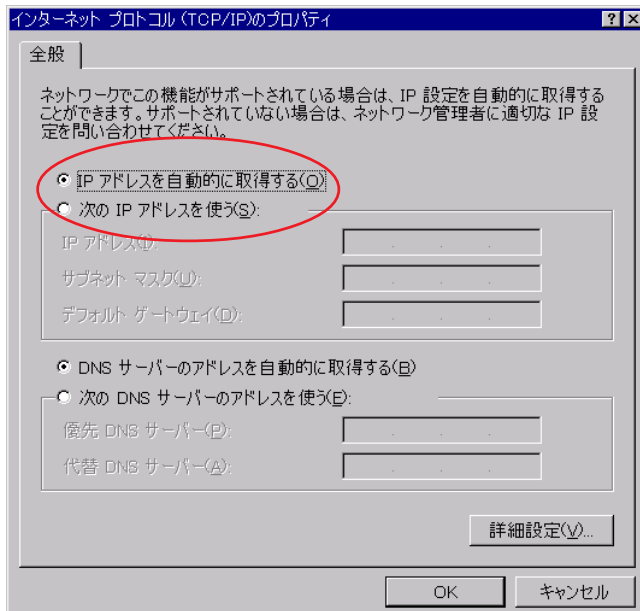 インターネット プロトコル (TCP/IP)のプロパティ
全般
ネットワークでこの機能がサポートされている場合は、IP 設定を自動的に取得する
ことができます。サポートされていない場合は、ネットワーク管理者に適切な IP 設
定を問い合わせてください。
IP アドレスを自動的に取得する(O)
次の IP アドレスを使う(S):
IP アドレス(I):
サブネット マスク(U):
デフォルト ゲートウェイ(D):
DNS サーバーのアドレスを自動的に取得する(B)
次の DNS サーバーのアドレスを使う(E):
優先 DNS サーバー(P):
代替 DNS サーバー(A):
詳細設定(V)...
OK
キャンセル